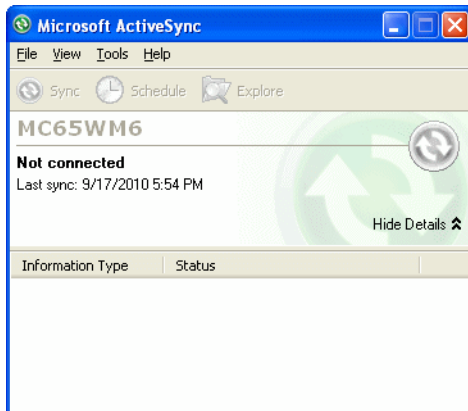 Microsoft ActiveSync
File View Tools Help
Sync Schedule Explore
MC65WM6
Not connected
Last sync: 9/17/2010 5:54 PM
Hide Details
Information Type Status